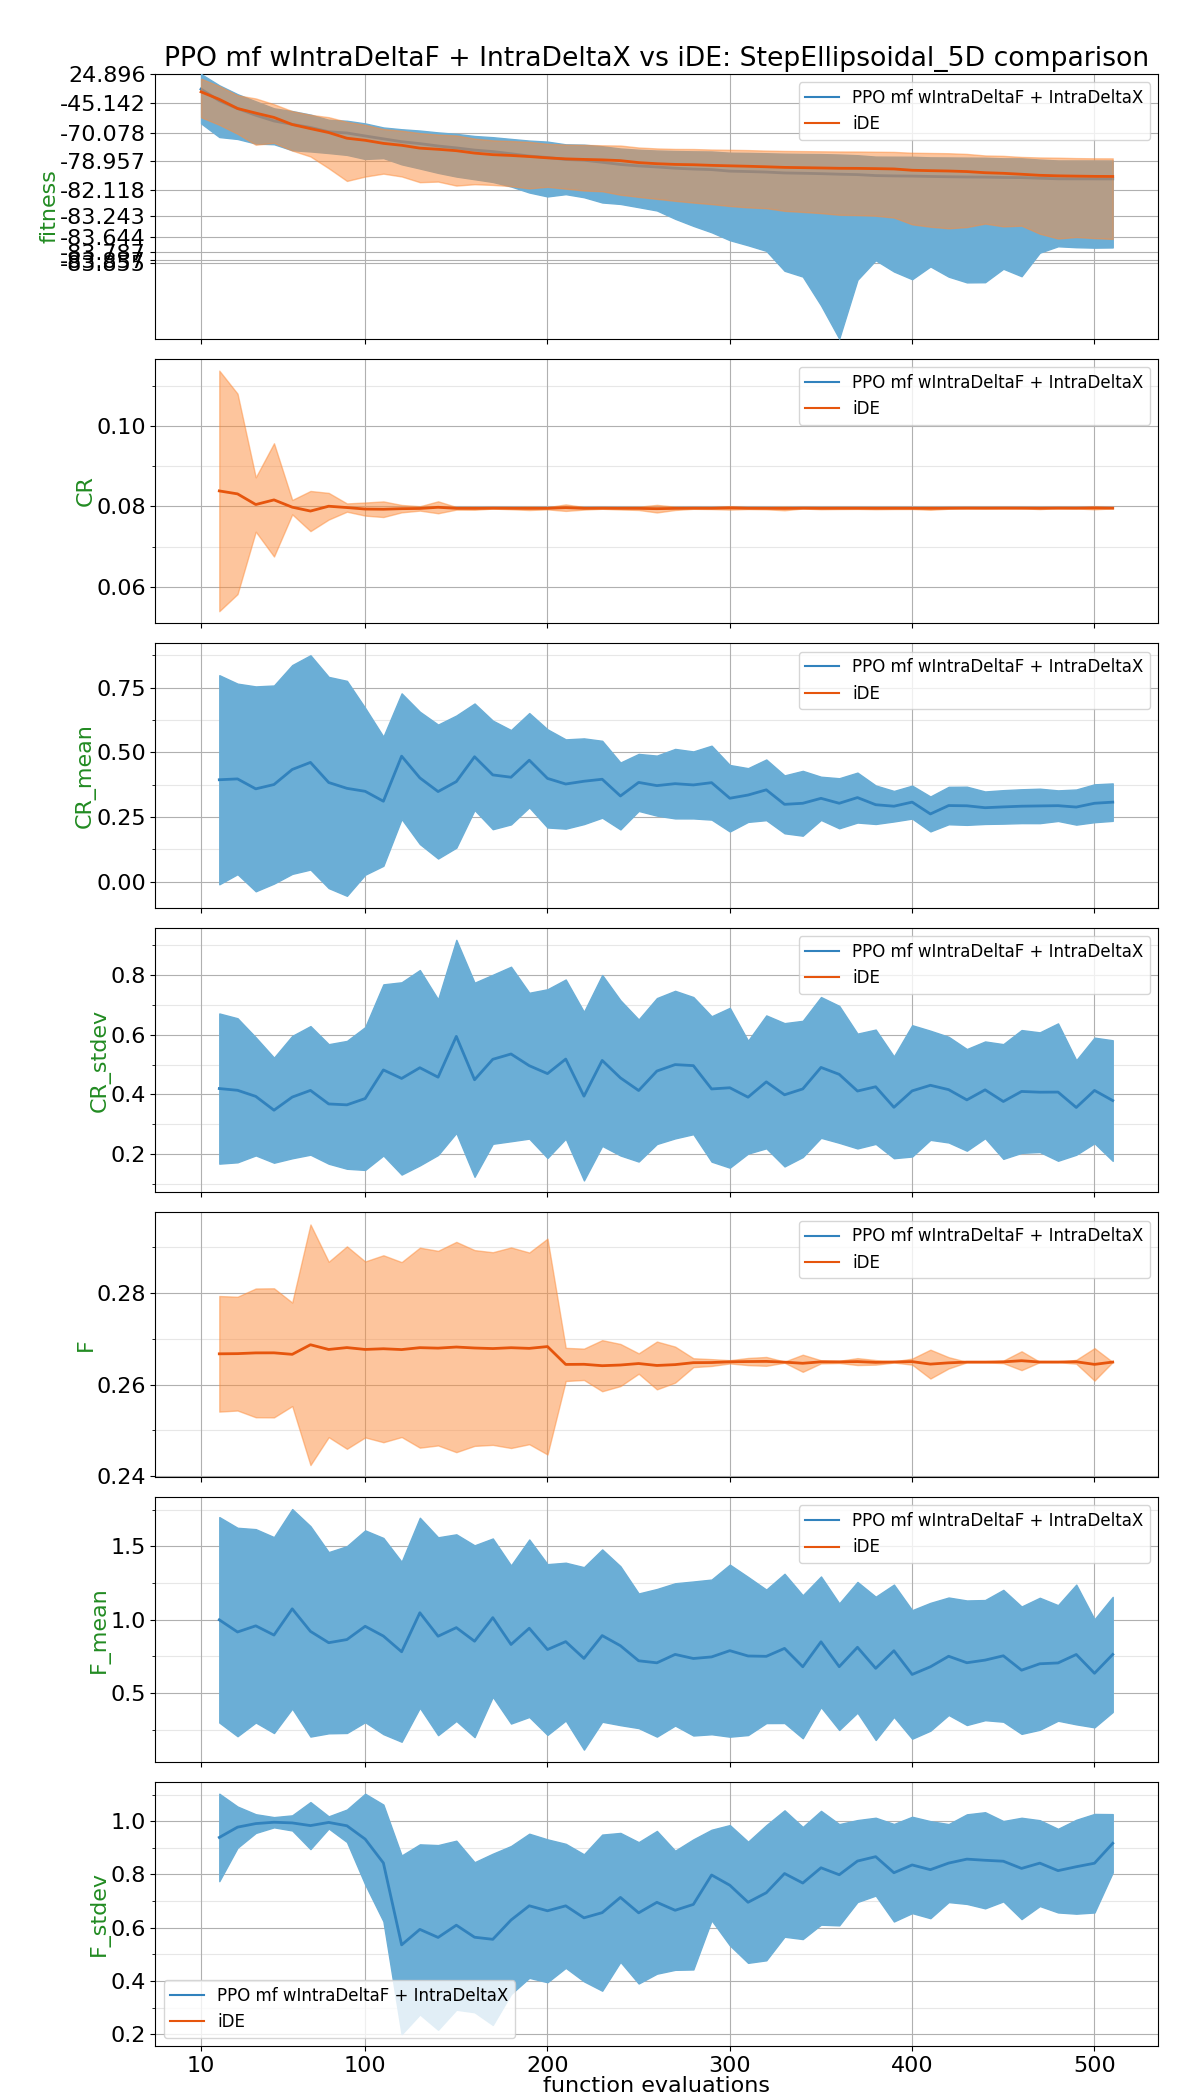 PPO mf wIntraDeltaF + IntraDeltaX vs iDE: StepEllipsoidal_5D comparison
24.896
-45.142
-70.078
-78.957
-82.118
-83.243
-83.644
-83.787
-83.855
fitness
PPO mf wIntraDeltaF + IntraDeltaX
iDE
0.10
0.08
0.06
CR
PPO mf wIntraDeltaF + IntraDeltaX
iDE
0.75
0.50
0.25
0.00
CR_mean
PPO mf wIntraDeltaF + IntraDeltaX
iDE
0.8
0.6
0.4
0.2
CR_stdev
PPO mf wIntraDeltaF + IntraDeltaX
iDE
0.28
0.26
0.24
F
PPO mf wIntraDeltaF + IntraDeltaX
iDE
1.5
1.0
0.5
F_mean
PPO mf wIntraDeltaF + IntraDeltaX
iDE
1.0
0.8
0.6
0.4
0.2
F_stdev
PPO mf wIntraDeltaF + IntraDeltaX
iDE
10 100 200 300 400 500
function evaluations